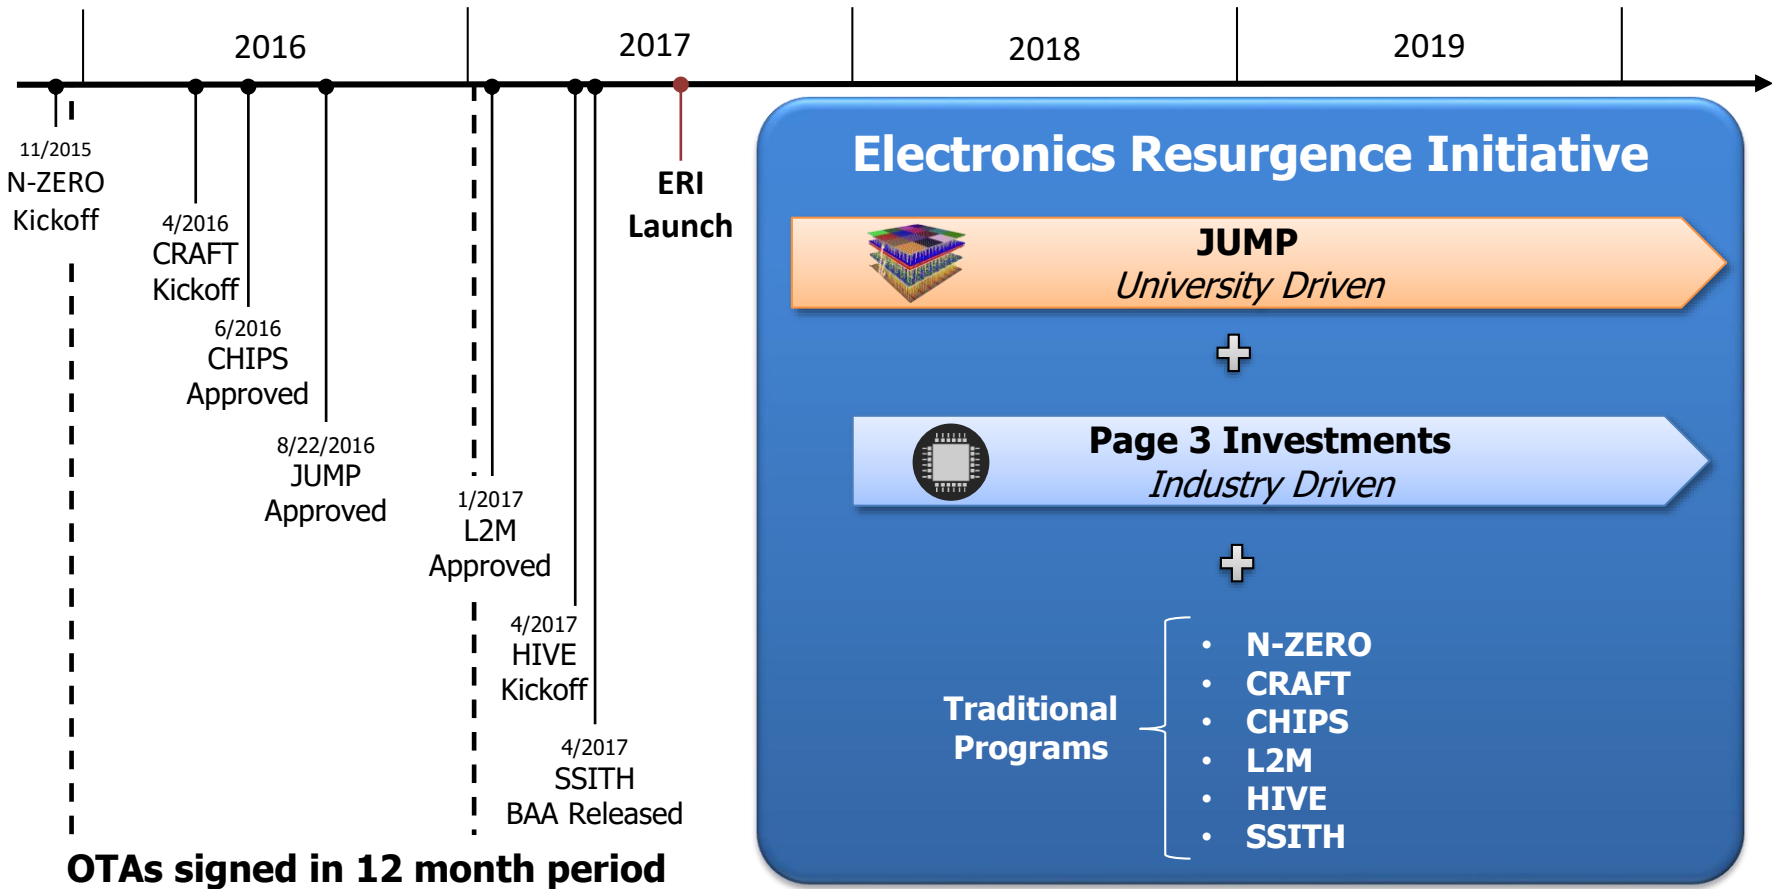 2016
2017
2018
2019
11/2015
N-ZERO
Kickoff
4/2016
CRAFT
Kickoff
6/2016
CHIPS
Approved
8/22/2016
JUMP
Approved
1/2017
L2M
Approved
4/2017
HIVE
Kickoff
4/2017
SSITH
BAA Released
ERI
Launch
OTAs signed in 12 month period
Electronics Resurgence Initiative
JUMP
University Driven
+
Page 3 Investments
Industry Driven
+
Traditional
Programs
• N-ZERO
• CRAFT
• CHIPS
• L2M
• HIVE
• SSITH